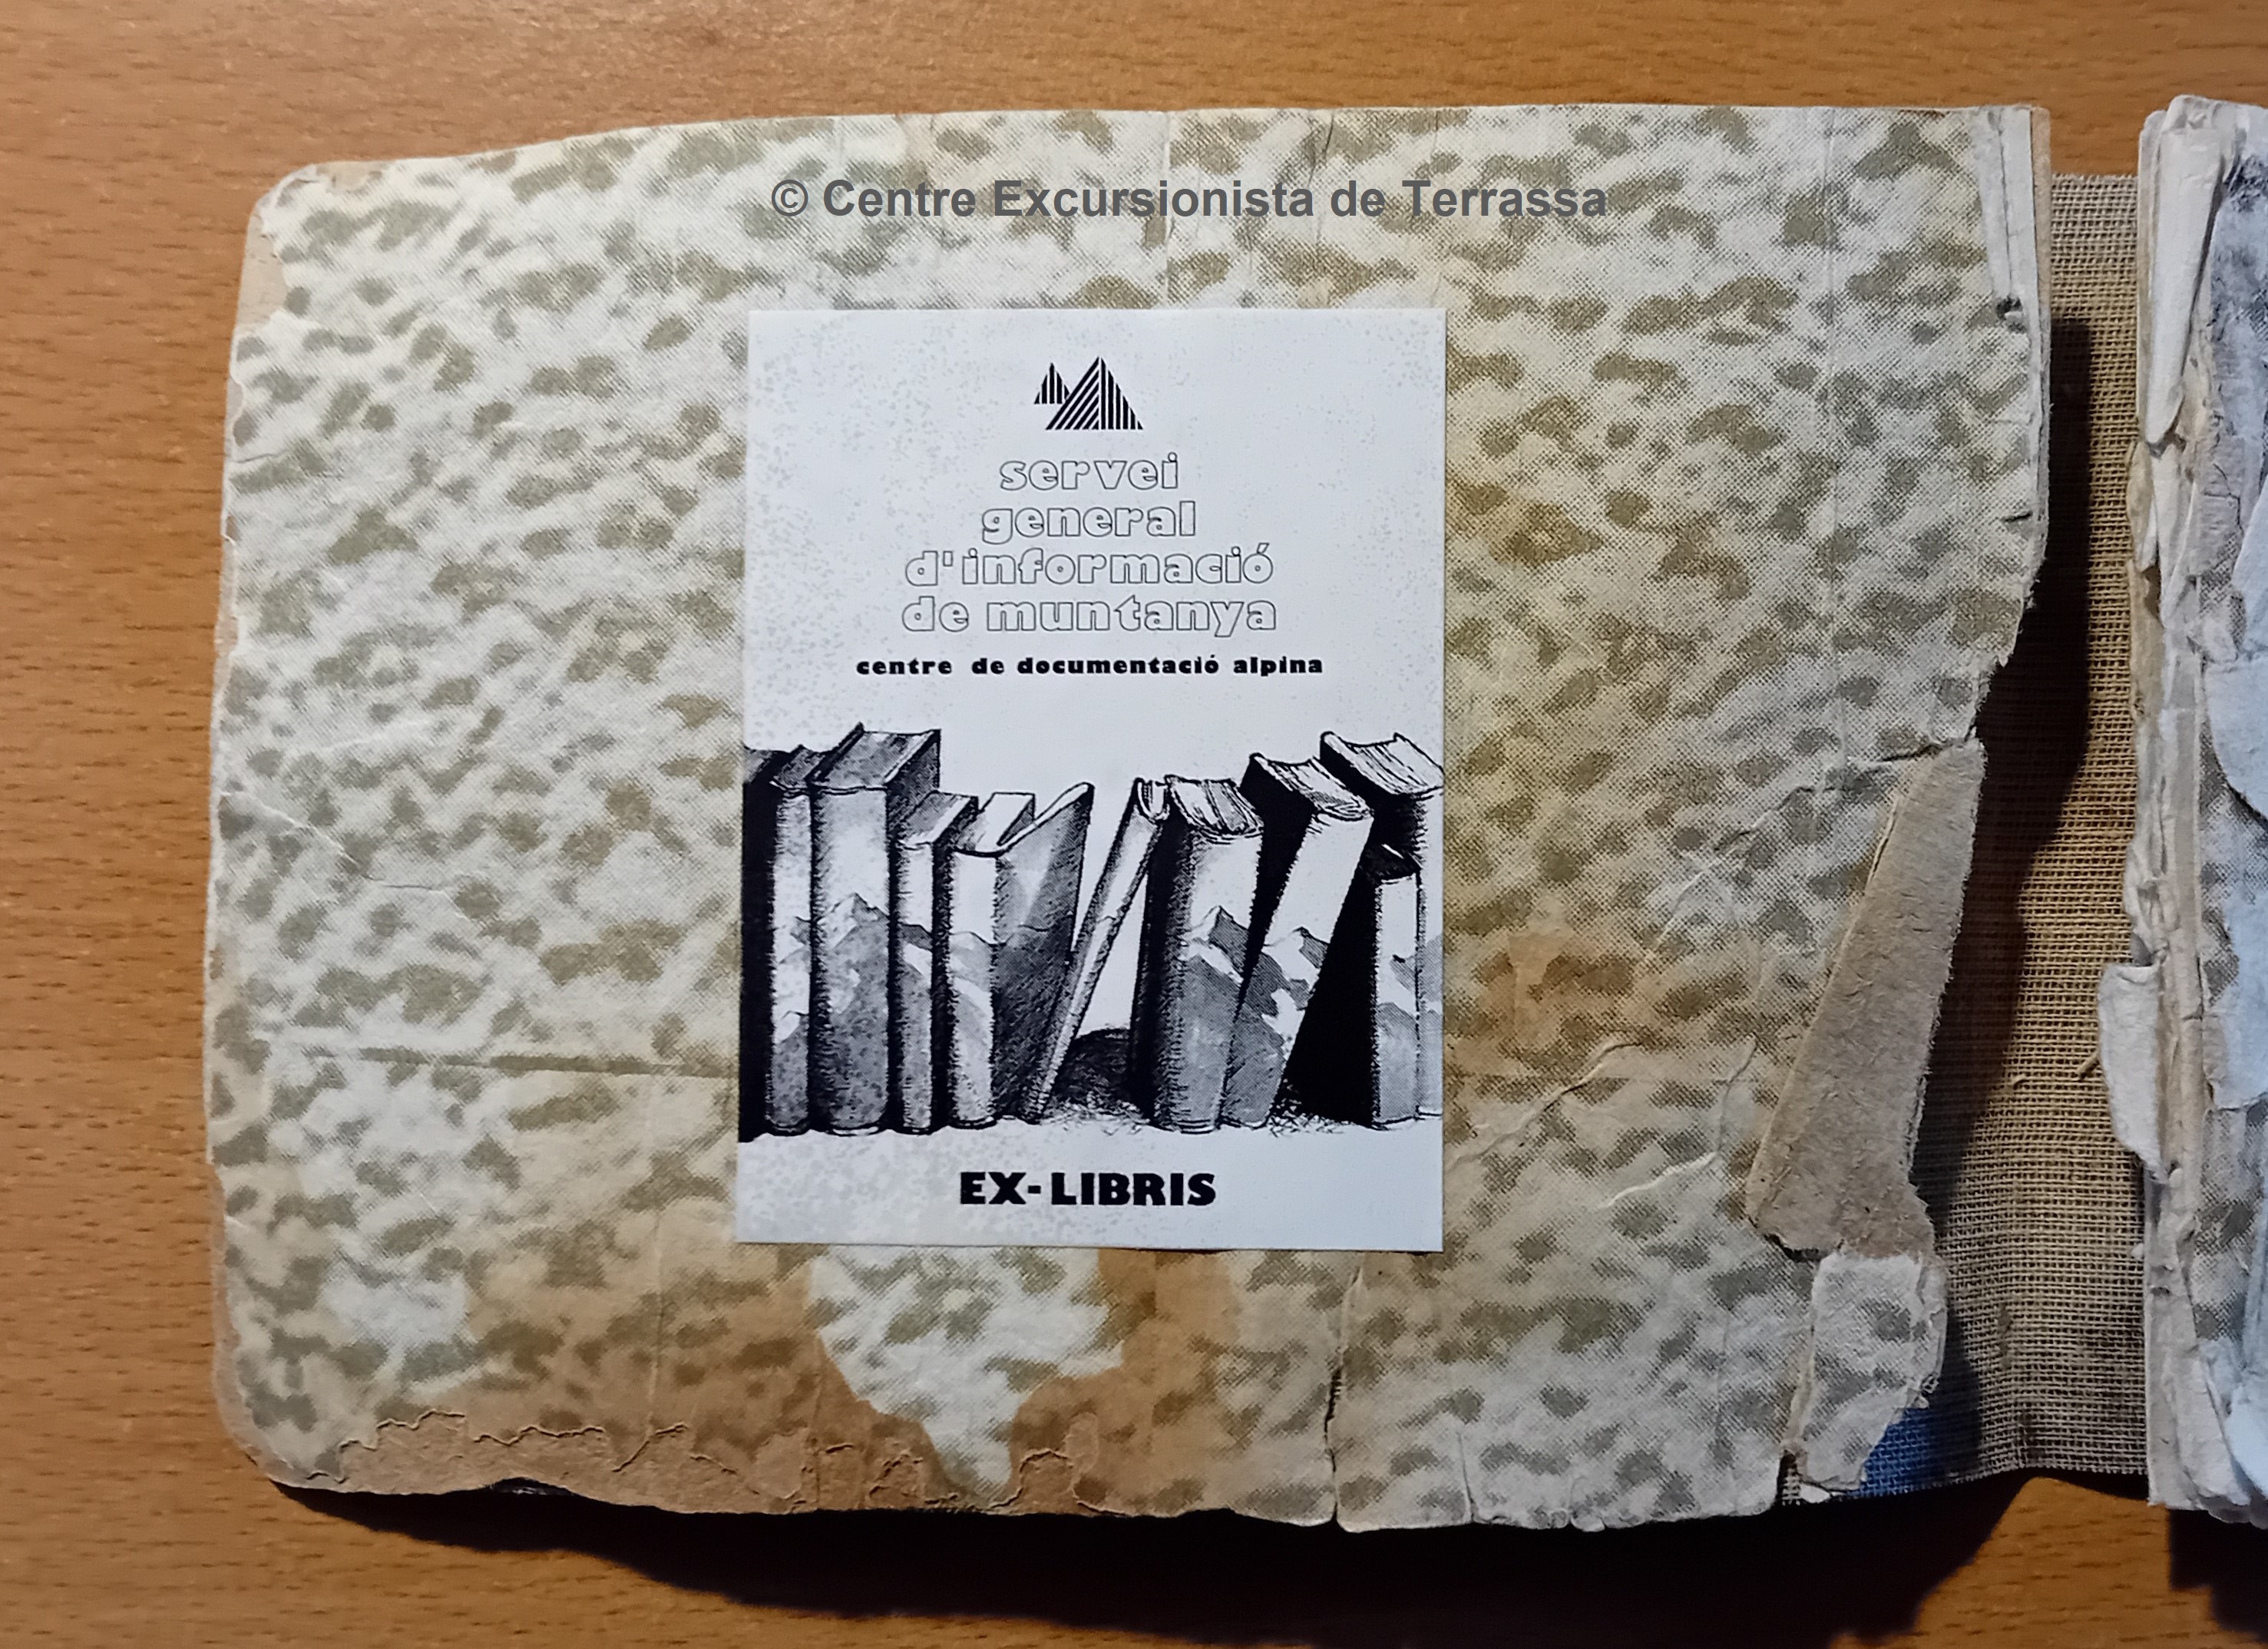 © Centre Excursionista de Terrassa
servei
general
d'informació
de muntanya
centre de documentació alpina
EX-LIBRIS